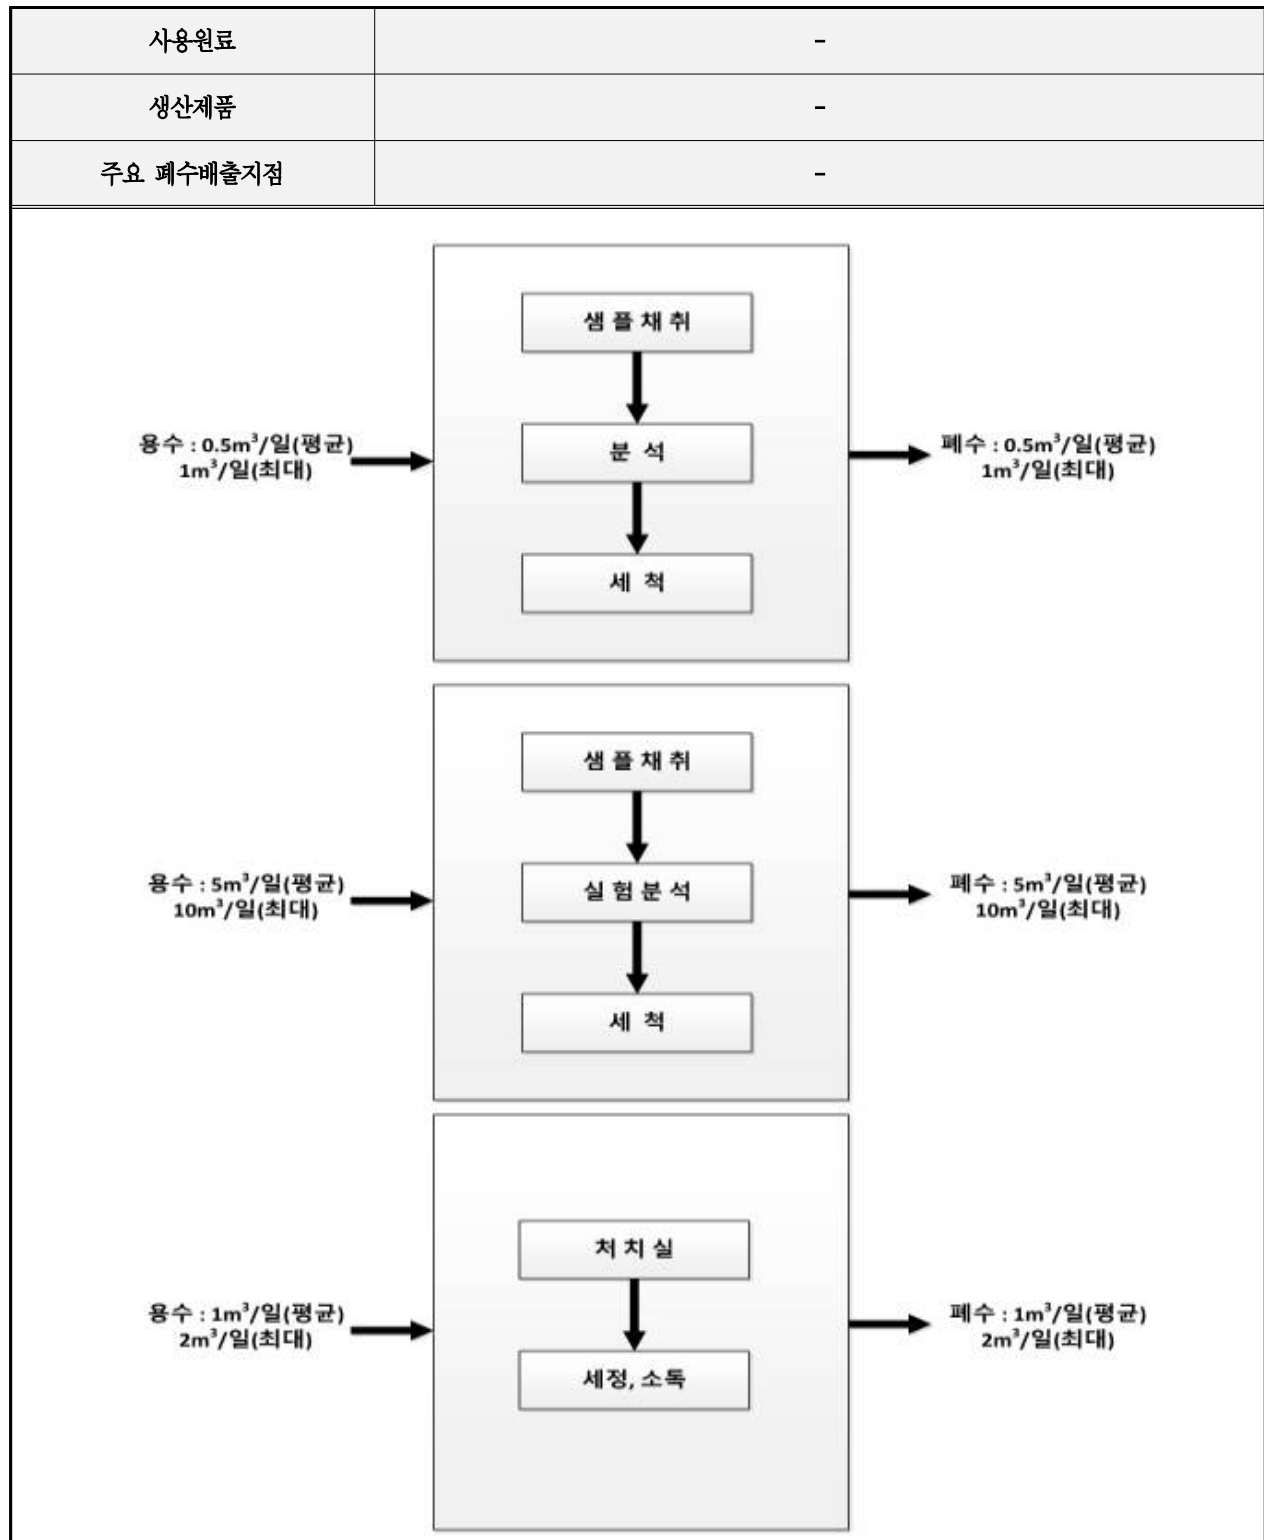 사용원료 -
생산제품 -
주요 폐수배출지점 -
샘 플 채 취
용수 : 0.5m³/일(평균)
1m³/일(최대)
분 석
폐수 : 0.5m³/일(평균)
1m³/일(최대)
세 척
샘 플 채 취
용수 : 5m³/일(평균)
10m³/일(최대)
실 험 분 석
폐수 : 5m³/일(평균)
10m³/일(최대)
세 척
처 치 실
용수 : 1m³/일(평균)
2m³/일(최대)
폐수 : 1m³/일(평균)
2m³/일(최대)
세정, 소독